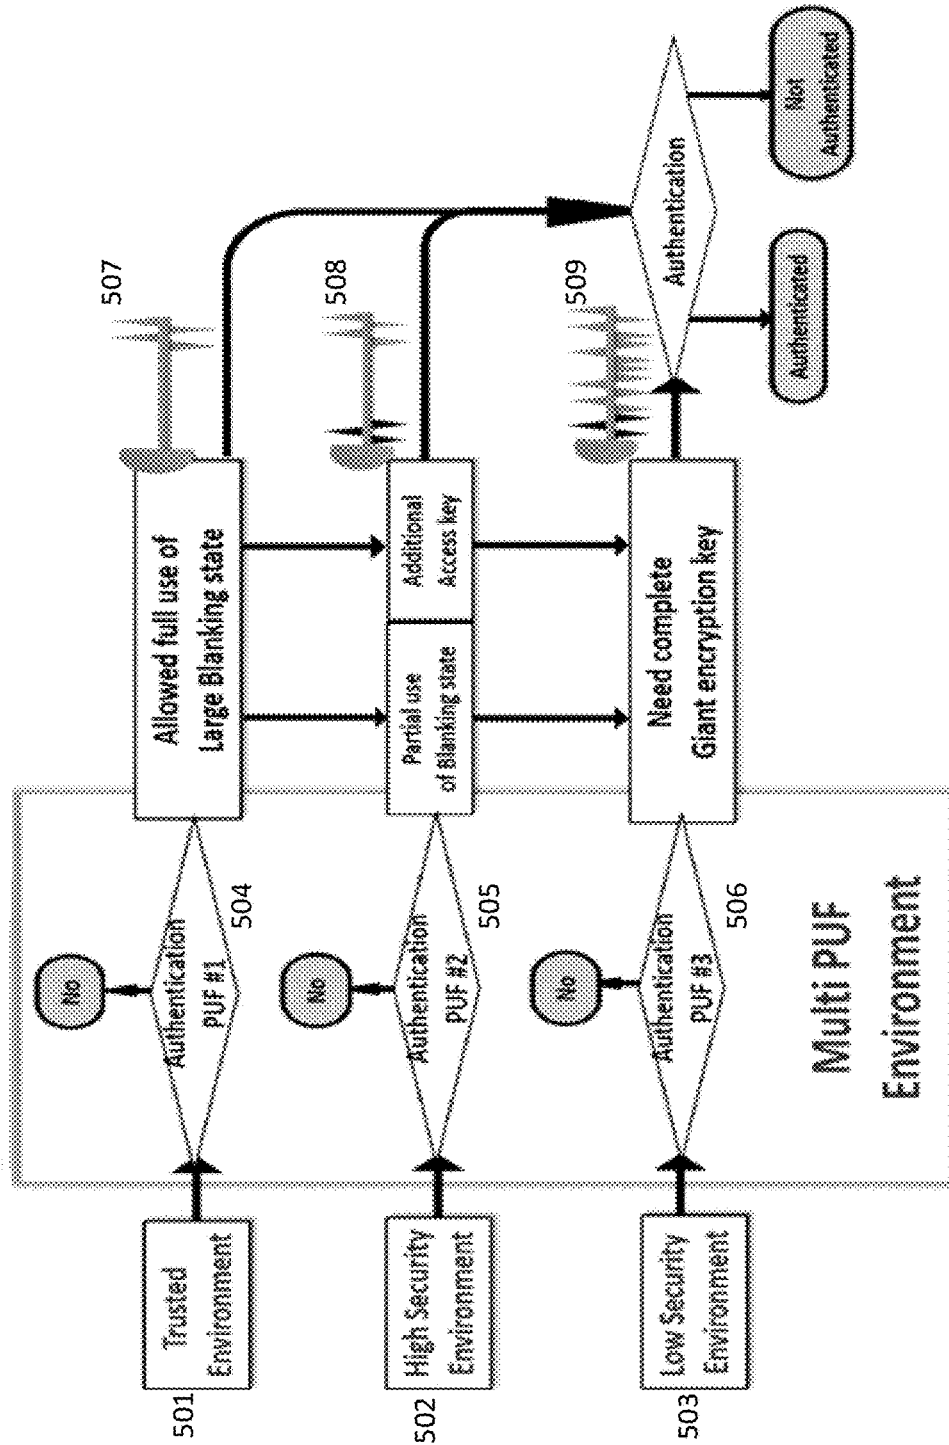 501
Trusted
Environment
No
Authentication
PUF #1
504
Allowed full use of
Large Blanking state
507
502
High Security
Environment
No
Authentication
PUF #2
505
Partial use
of Blanking state
Additional
Access key
508
503
Low Security
Environment
No
Authentication
PUF #3
506
Need complete
Giant encryption key
509
Authentication
Authenticated
Not
Authenticated
Multi PUF
Environment